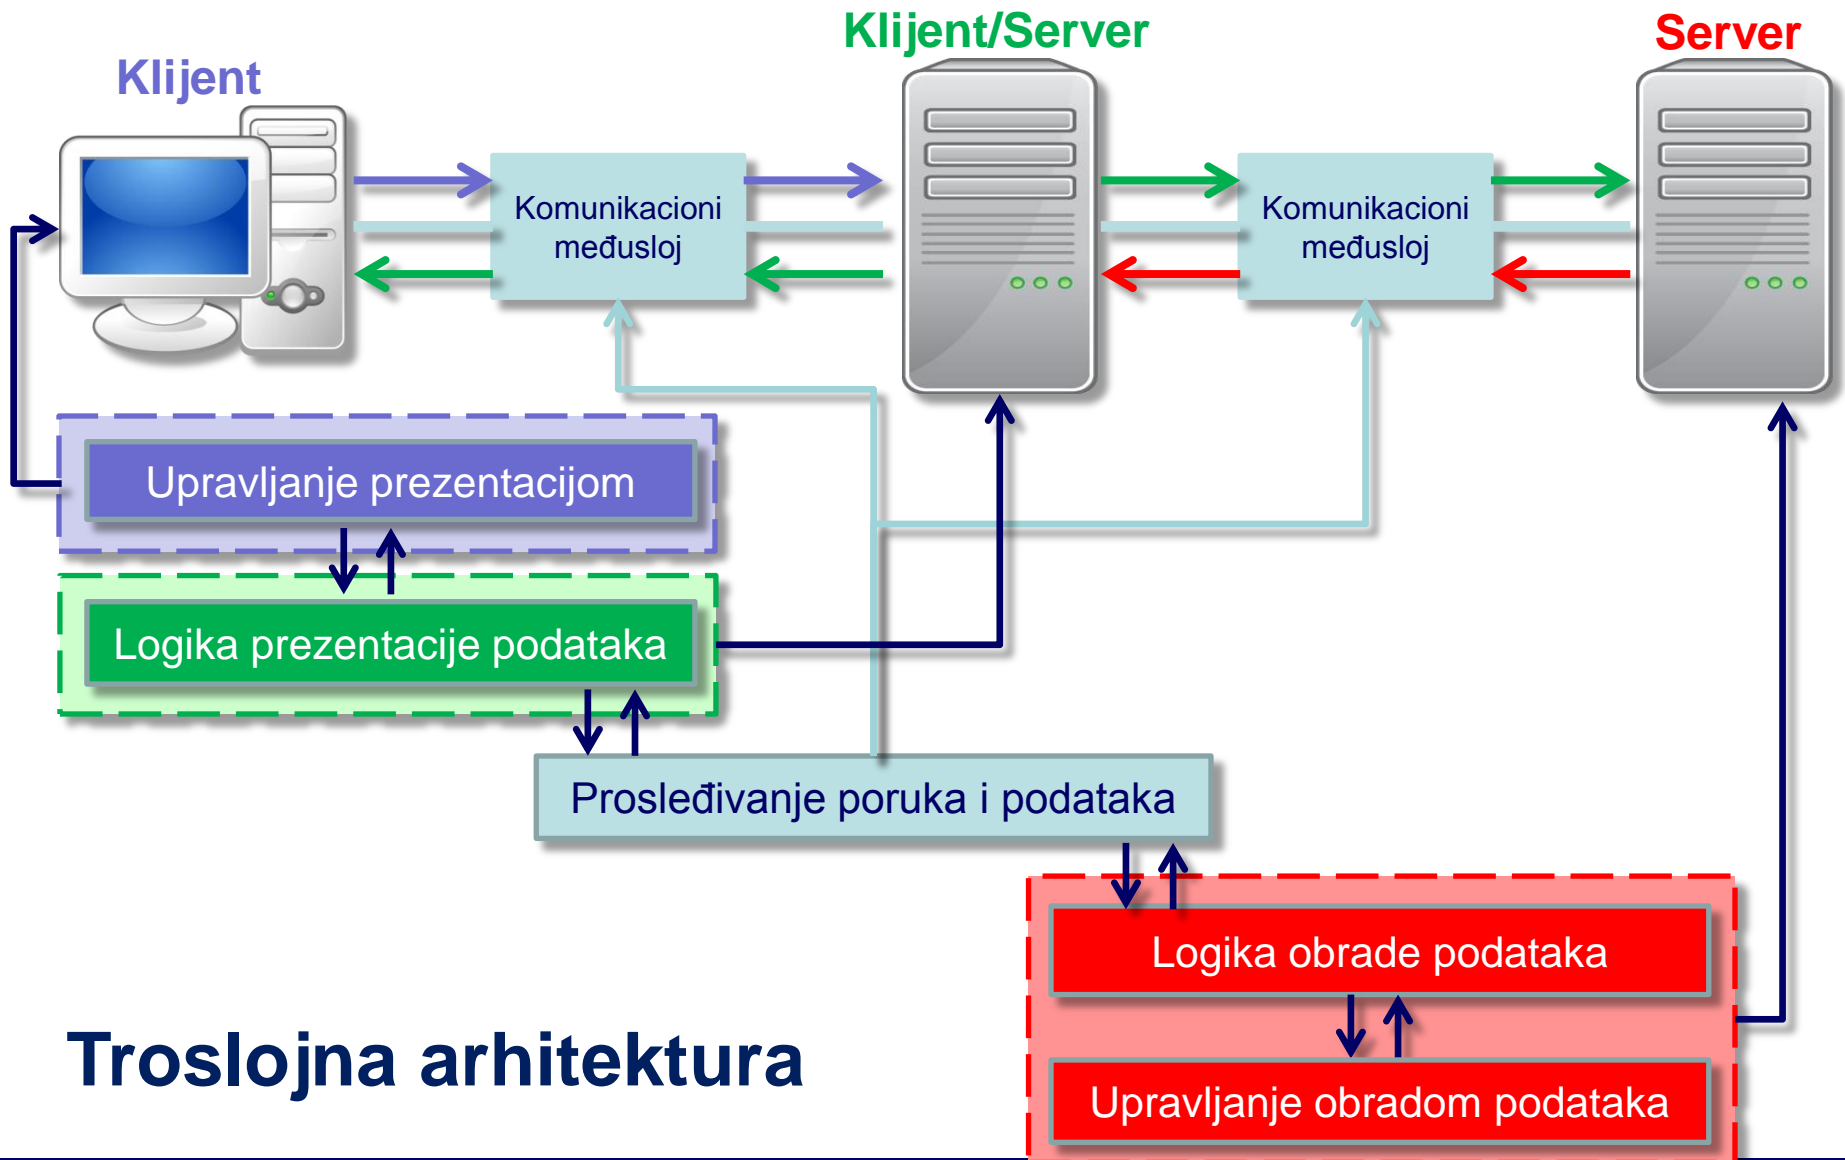 Klijent
Klijent/Server
Server
Komunikacioni
međusloj
Komunikacioni
međusloj
Upravljanje prezentacijom
Logika prezentacije podataka
Prosleđivanje poruka i podataka
Logika obrade podataka
Upravljanje obradom podataka
Troslojna arhitektura